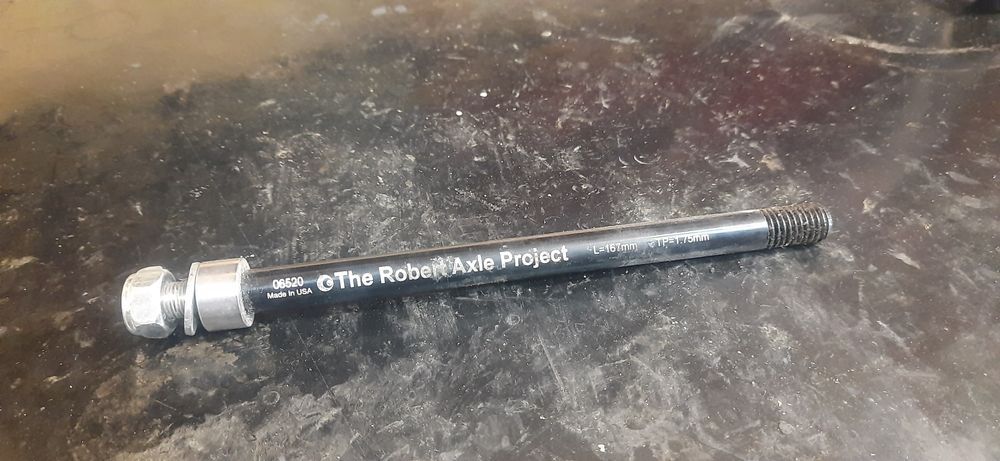 06520
Made in USA
The Robert Axle Project
L=167mm TP=1.75mm